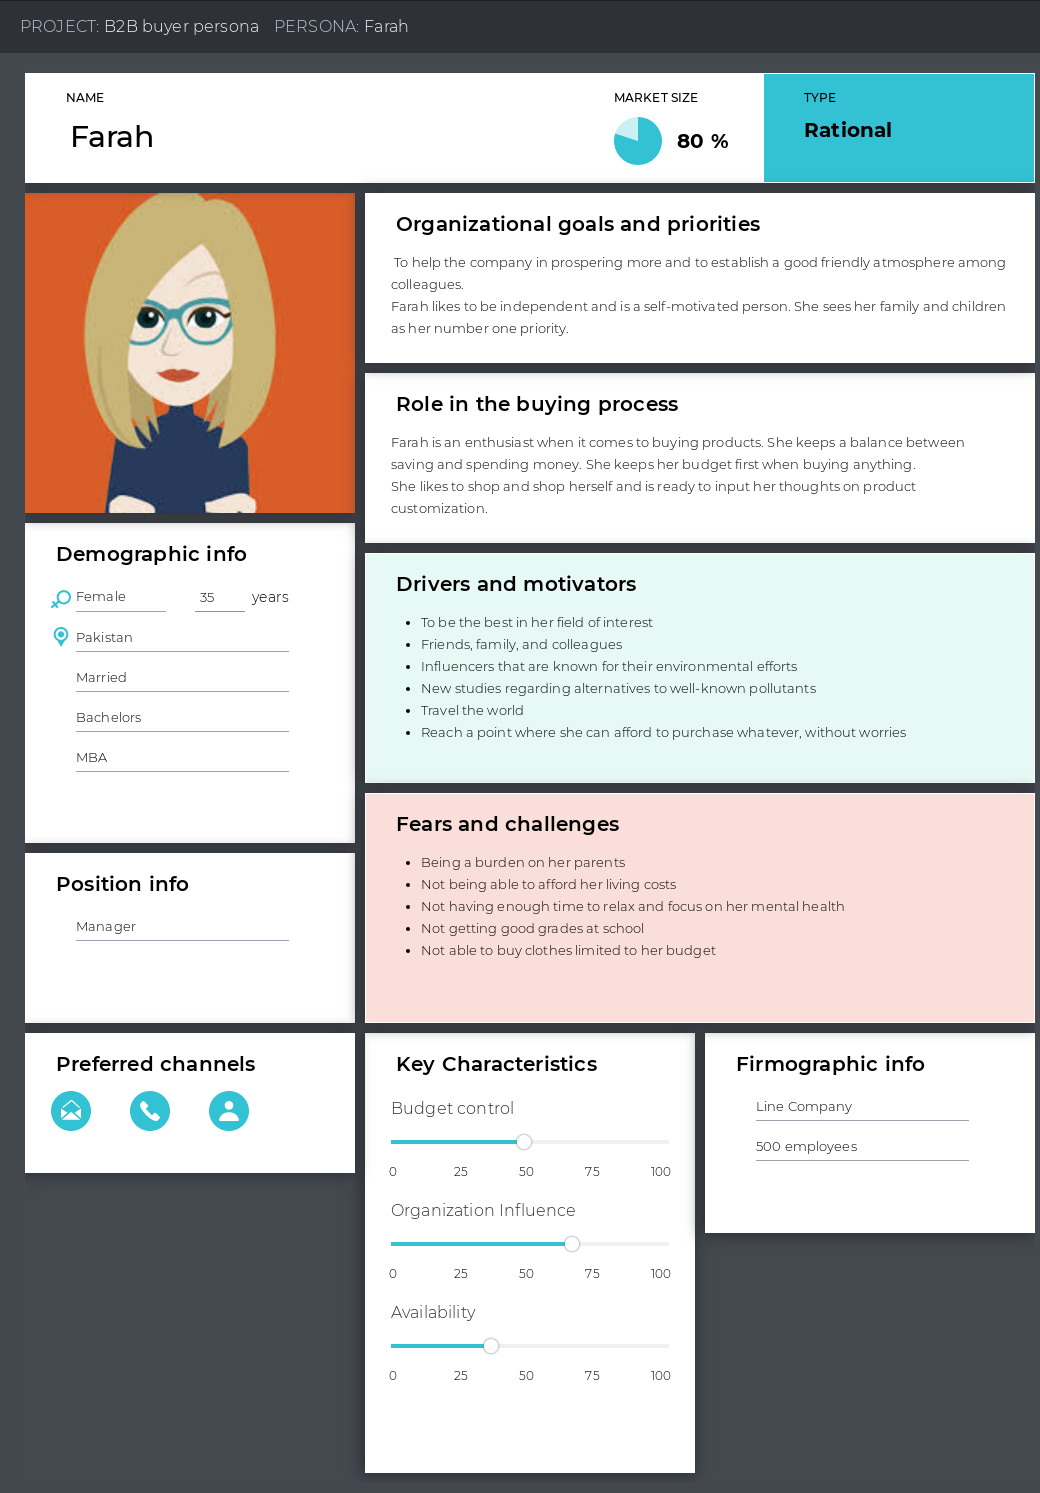 PROJECT: B2B buyer persona PERSONA: Farah
NAME
Farah
MARKET SIZE
80 %
TYPE
Rational
Organizational goals and priorities
To help the company in prospering more and to establish a good friendly atmosphere among
colleagues.
Farah likes to be independent and is a self-motivated person. She sees her family and children
as her number one priority.
Role in the buying process
Farah is an enthusiast when it comes to buying products. She keeps a balance between
saving and spending money. She keeps her budget first when buying anything.
She likes to shop and shop herself and is ready to input her thoughts on product
customization.
Demographic info
Female 35 years
Pakistan
Married
Bachelors
MBA
Drivers and motivators
• To be the best in her field of interest
• Friends, family, and colleagues
• Influencers that are known for their environmental efforts
• New studies regarding alternatives to well-known pollutants
• Travel the world
• Reach a point where she can afford to purchase whatever, without worries
Position info
Manager
Fears and challenges
• Being a burden on her parents
• Not being able to afford her living costs
• Not having enough time to relax and focus on her mental health
• Not getting good grades at school
• Not able to buy clothes limited to her budget
Preferred channels
Key Characteristics
Budget control
0 25 50 75 100
Organization Influence
0 25 50 75 100
Availability
0 25 50 75 100
Firmographic info
Line Company
500 employees